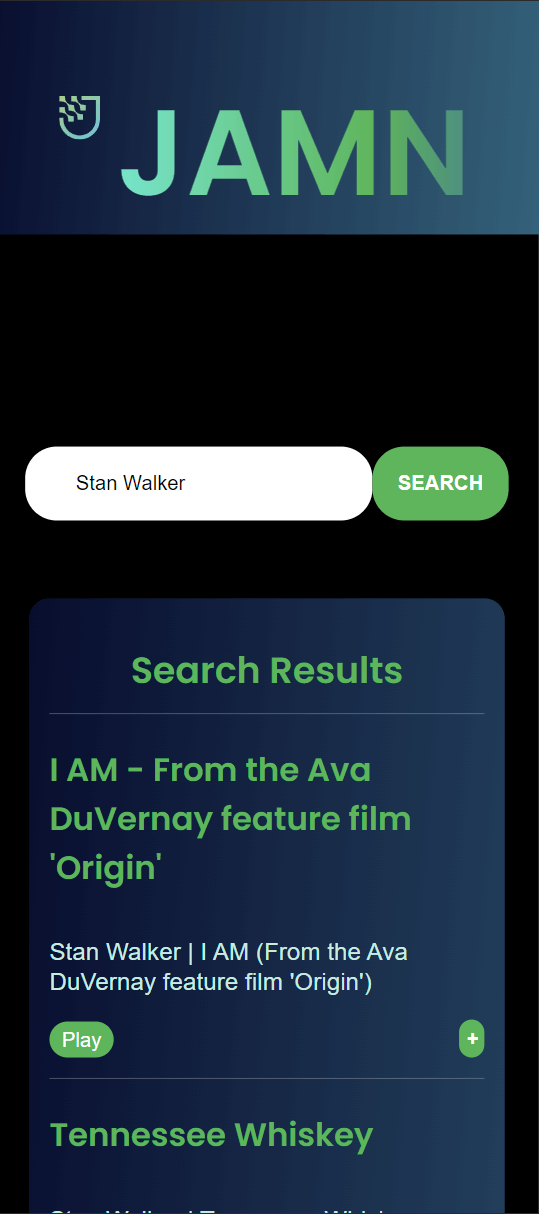 JAMN
Stan Walker
SEARCH
Search Results
I AM - From the Ava
DuVernay feature film
'Origin'
Stan Walker | I AM (From the Ava
DuVernay feature film 'Origin')
Play
+
Tennessee Whiskey